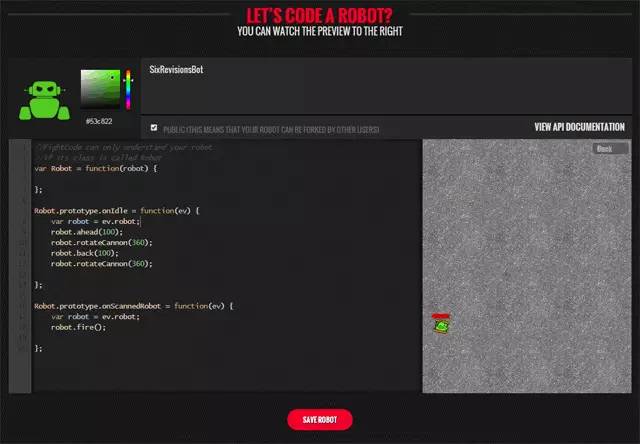 LET'S CODE A ROBOT?
YOU CAN WATCH THE PREVIEW TO THE RIGHT
SixRevisionsBot
#53c822
PUBLIC (THIS MEANS THAT YOUR ROBOT CAN BE FORKED BY OTHER USERS)
VIEW API DOCUMENTATION
//FightCode can only understand your robot
//if its class is called Robot
var Robot = function(robot) {
};
Robot.prototype.onIdle = function(ev) {
var robot = ev.robot;
robot.ahead(100);
robot.rotateCannon(360);
robot.back(100);
robot.rotateCannon(360);
};
Robot.prototype.onScannedRobot = function(ev) {
var robot = ev.robot;
robot.fire();
};
SAVE ROBOT